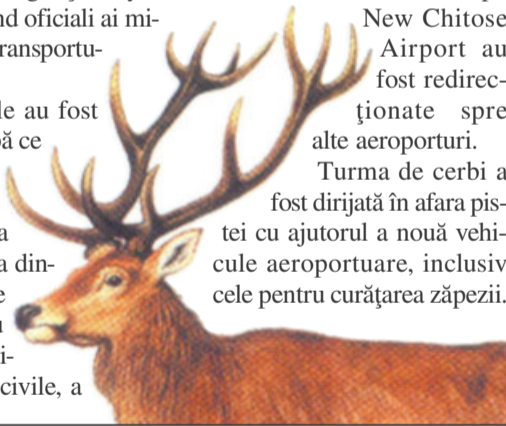 nd oficiali ai mi-
ransportu-
le au fost
ă ce
a
a din-
e
i-
civile, a
New Chitose
Airport au
fost redirec-
ţionate spre
alte aeroporturi.
Turma de cerbi a
fost dirijată în afara pis-
tei cu ajutorul a nouă vehi-
cule aeroportuare, inclusiv
cele pentru curăţarea zăpezii.